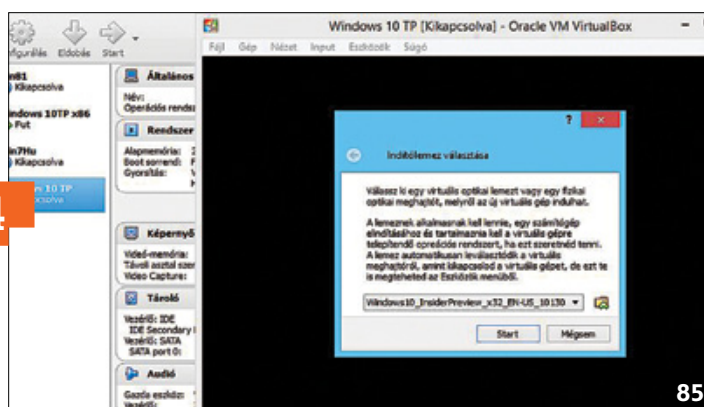 Windows 10 TP [Kikapcsolva] - Oracle VM VirtualBox
Fájl Gép Nézet Input Eszközök Súgó
Eldobás Start
Kikapcsolva
10TP x86
Fut
Kikapcsolva
10 TP
Általános
Név:
Operációs
Rendszer
Alapmemória:
Boot sorrend:
Gyorsítás:
Képernyő
Videó-memória:
Távoli asztal
Video Capture:
Tároló
Vezérlő: IDE
IDE Secondary
Vezérlő: SATA
SATA port 0:
Audió
Gazda eszköz:
Vezérlő:
?
Indítólemez választása
Válassz ki egy virtuális optikai lemezt vagy egy fizikai
optikai meghajtót, melyről az új virtuális gép indulhat.
A lemeznek alkalmasnak kell lennie, egy számítógép
elindításához és tartalmaznia kell a virtuális gépre
telepítendő opreációs rendszert, ha ezt szeretnéd tenni.
A lemez automatikusan leválasztódik a virtuális
meghajtóról, amint kikapcsolod a virtuális gépet, de ezt te
is megteheted az Eszközök menüből.
Windows10_InsiderPreview_x32_EN-US_10130
Start Mégsem
4
85